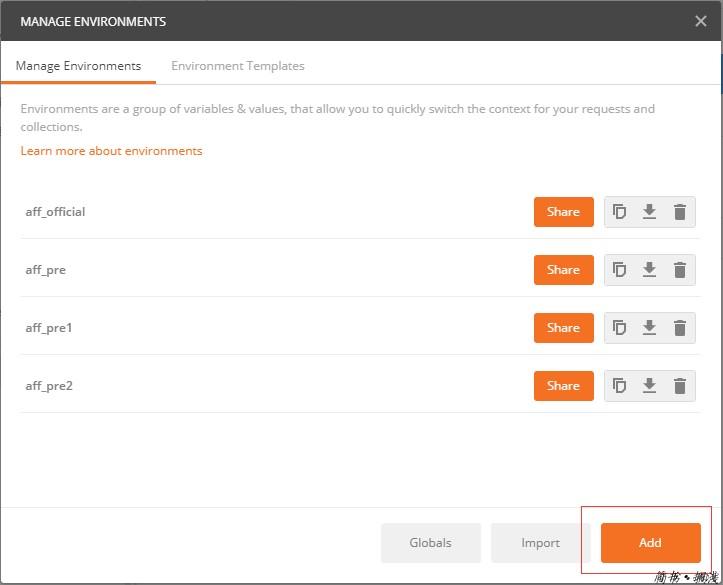 MANAGE ENVIRONMENTS
Manage Environments
Environment Templates
Environments are a group of variables & values, that allow you to quickly switch the context for your requests and
collections.
Learn more about environments
aff_official
Share
aff_pre
Share
aff_pre1
Share
aff_pre2
Share
Globals
Import
Add
简书